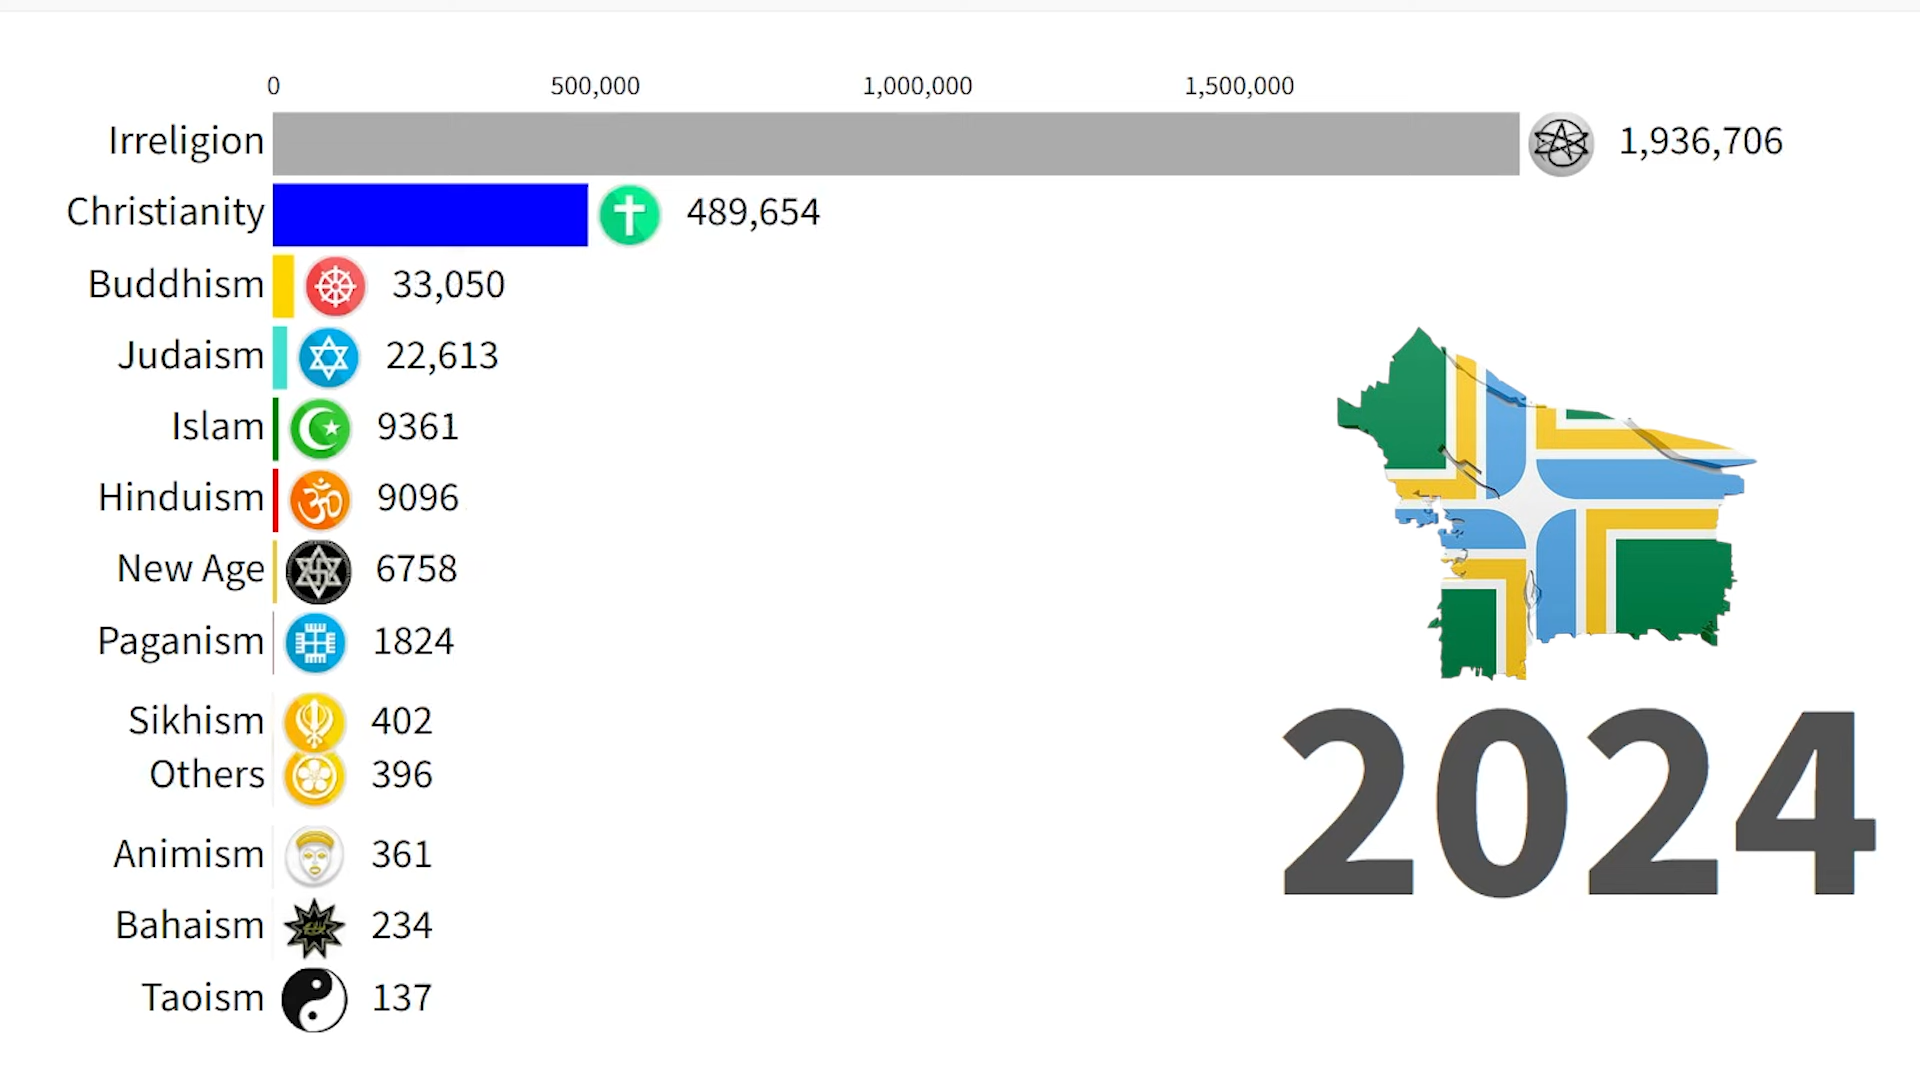 0 500,000 1,000,000 1,500,000
Irreligion 1,936,706
Christianity 489,654
Buddhism 33,050
Judaism 22,613
Islam 9361
Hinduism 9096
New Age 6758
Paganism 1824
Sikhism 402
Others 396
Animism 361
Bahaism 234
Taoism 137
2024